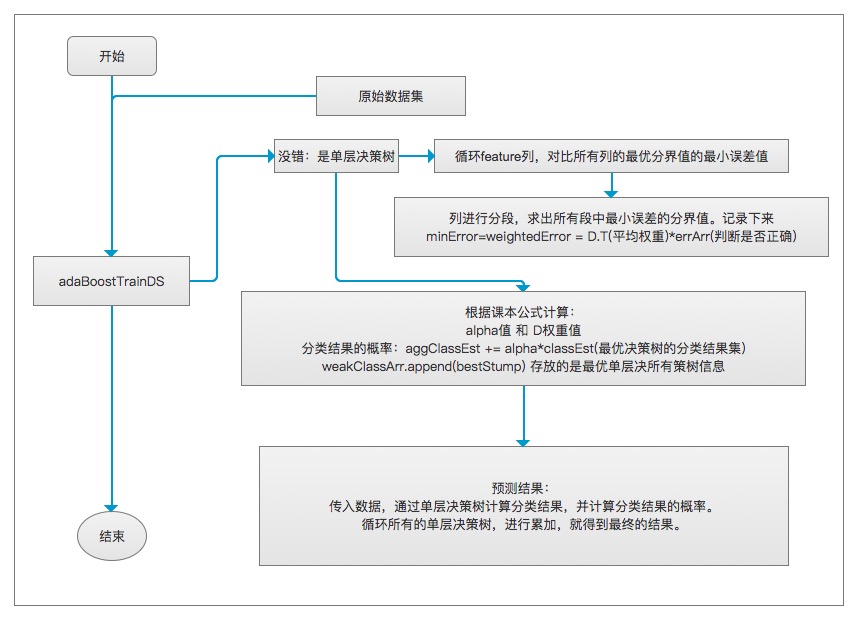 开始
原始数据集
没错：是单层决策树
循环feature列，对比所有列的最优分界值的最小误差值
列进行分段，求出所有段中最小误差的分界值。记录下来
minError=weightedError = D.T(平均权重)*errArr(判断是否正确)
adaBoostTrainDS
根据课本公式计算：
alpha值 和 D权重值
分类结果的概率：aggClassEst += alpha*classEst(最优决策树的分类结果集)
weakClassArr.append(bestStump) 存放的是最优单层决所有策树信息
预测结果：
传入数据，通过单层决策树计算分类结果，并计算分类结果的概率。
循环所有的单层决策树，进行累加，就得到最终的结果。
结束